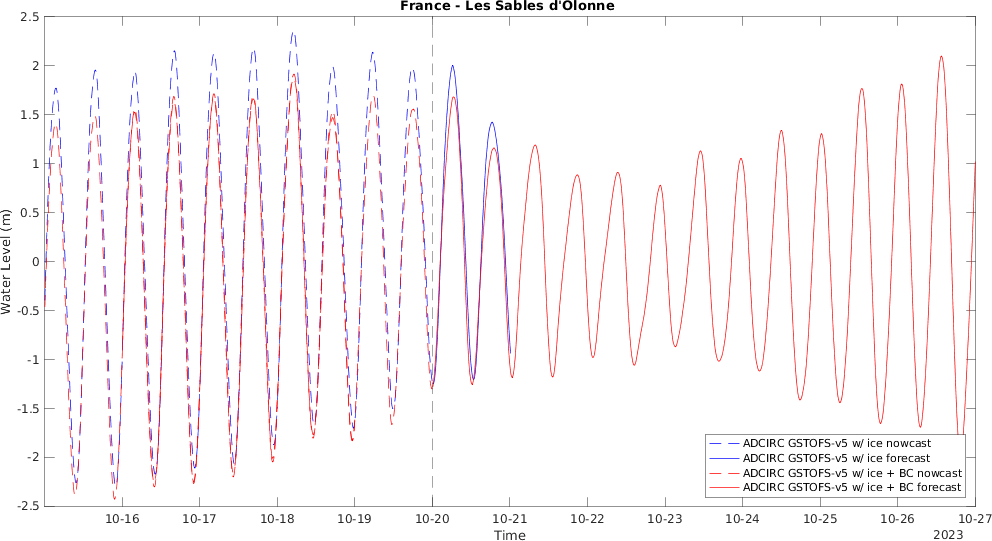 France - Les Sables d'Olonne
2.5
2
1.5
1
0.5
0
-0.5
-1
-1.5
-2
-2.5
Water Level (m)
ADCIRC GSTOFS-v5 w/ ice nowcast
ADCIRC GSTOFS-v5 w/ ice forecast
ADCIRC GSTOFS-v5 w/ ice + BC nowcast
ADCIRC GSTOFS-v5 w/ ice + BC forecast
10-16 10-17 10-18 10-19 10-20 10-21 10-22 10-23 10-24 10-25 10-26 10-27
Time
2023